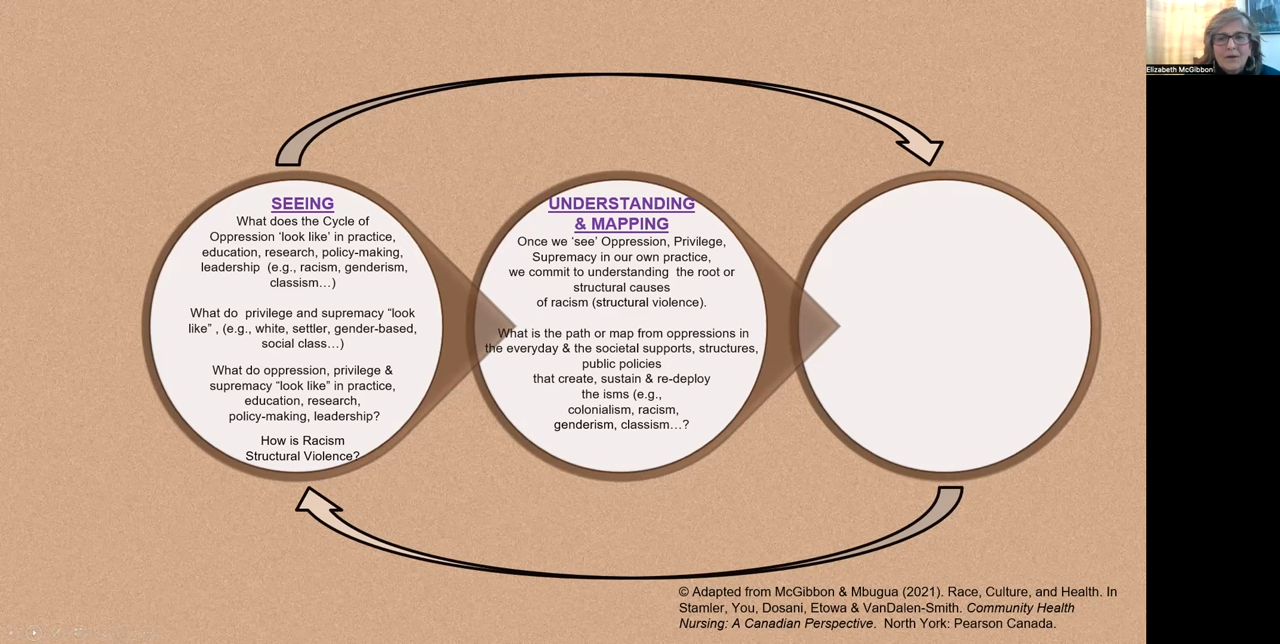 Elizabeth McGibbon
SEEING
What does the Cycle of
Oppression ‘look like’ in practice,
education, research, policy-making,
leadership (e.g., racism, genderism,
classism…)
What do privilege and supremacy “look
like” , (e.g., white, settler, gender-based,
social class…)
What do oppression, privilege &
supremacy “look like” in practice,
education, research,
policy-making, leadership?
How is Racism
Structural Violence?
UNDERSTANDING
& MAPPING
Once we ‘see’ Oppression, Privilege,
Supremacy in our own practice,
we commit to understanding the root or
structural causes
of racism (structural violence).
What is the path or map from oppressions in
the everyday & the societal supports, structures,
public policies
that create, sustain & re-deploy
the isms (e.g.,
colonialism, racism,
genderism, classism…?
© Adapted from McGibbon & Mbugua (2021). Race, Culture, and Health. In
Stamler, You, Dosani, Etowa & VanDalen-Smith. Community Health
Nursing: A Canadian Perspective. North York: Pearson Canada.